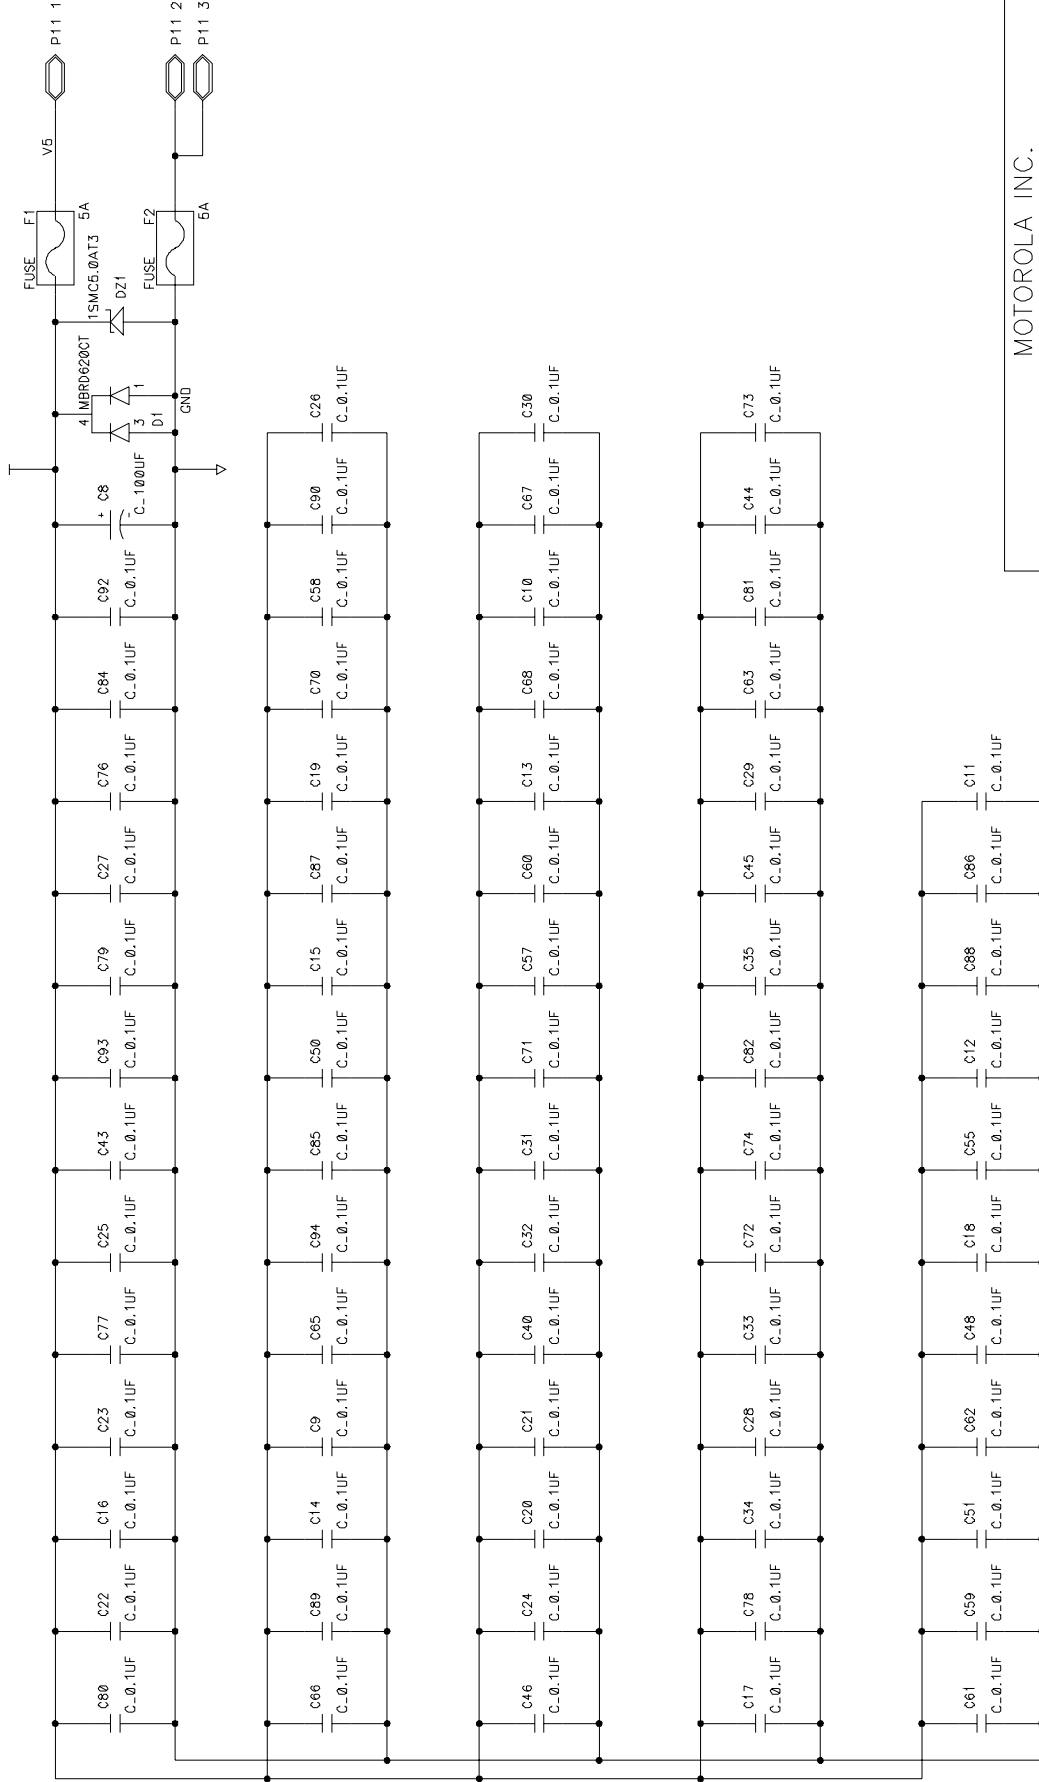 P11 1
P11 2
P11 3
V5
FUSE F1
5A
FUSE F2
5A
1SMC5.0AT3
DZ1
4 MBRD620CT
3 1
D1
GND
+ C8
-
C_100UF
C92
C_0.1UF
C84
C_0.1UF
C76
C_0.1UF
C27
C_0.1UF
C79
C_0.1UF
C93
C_0.1UF
C43
C_0.1UF
C25
C_0.1UF
C77
C_0.1UF
C23
C_0.1UF
C16
C_0.1UF
C22
C_0.1UF
C80
C_0.1UF
C26
C_0.1UF
C90
C_0.1UF
C58
C_0.1UF
C70
C_0.1UF
C19
C_0.1UF
C87
C_0.1UF
C15
C_0.1UF
C50
C_0.1UF
C85
C_0.1UF
C94
C_0.1UF
C65
C_0.1UF
C9
C_0.1UF
C14
C_0.1UF
C89
C_0.1UF
C66
C_0.1UF
C30
C_0.1UF
C67
C_0.1UF
C10
C_0.1UF
C68
C_0.1UF
C13
C_0.1UF
C60
C_0.1UF
C57
C_0.1UF
C71
C_0.1UF
C31
C_0.1UF
C32
C_0.1UF
C40
C_0.1UF
C21
C_0.1UF
C20
C_0.1UF
C24
C_0.1UF
C46
C_0.1UF
C73
C_0.1UF
C44
C_0.1UF
C81
C_0.1UF
C63
C_0.1UF
C29
C_0.1UF
C45
C_0.1UF
C35
C_0.1UF
C82
C_0.1UF
C74
C_0.1UF
C72
C_0.1UF
C33
C_0.1UF
C28
C_0.1UF
C34
C_0.1UF
C78
C_0.1UF
C17
C_0.1UF
C11
C_0.1UF
C86
C_0.1UF
C88
C_0.1UF
C12
C_0.1UF
C55
C_0.1UF
C18
C_0.1UF
C48
C_0.1UF
C62
C_0.1UF
C51
C_0.1UF
C59
C_0.1UF
C61
C_0.1UF
MOTOROLA INC.